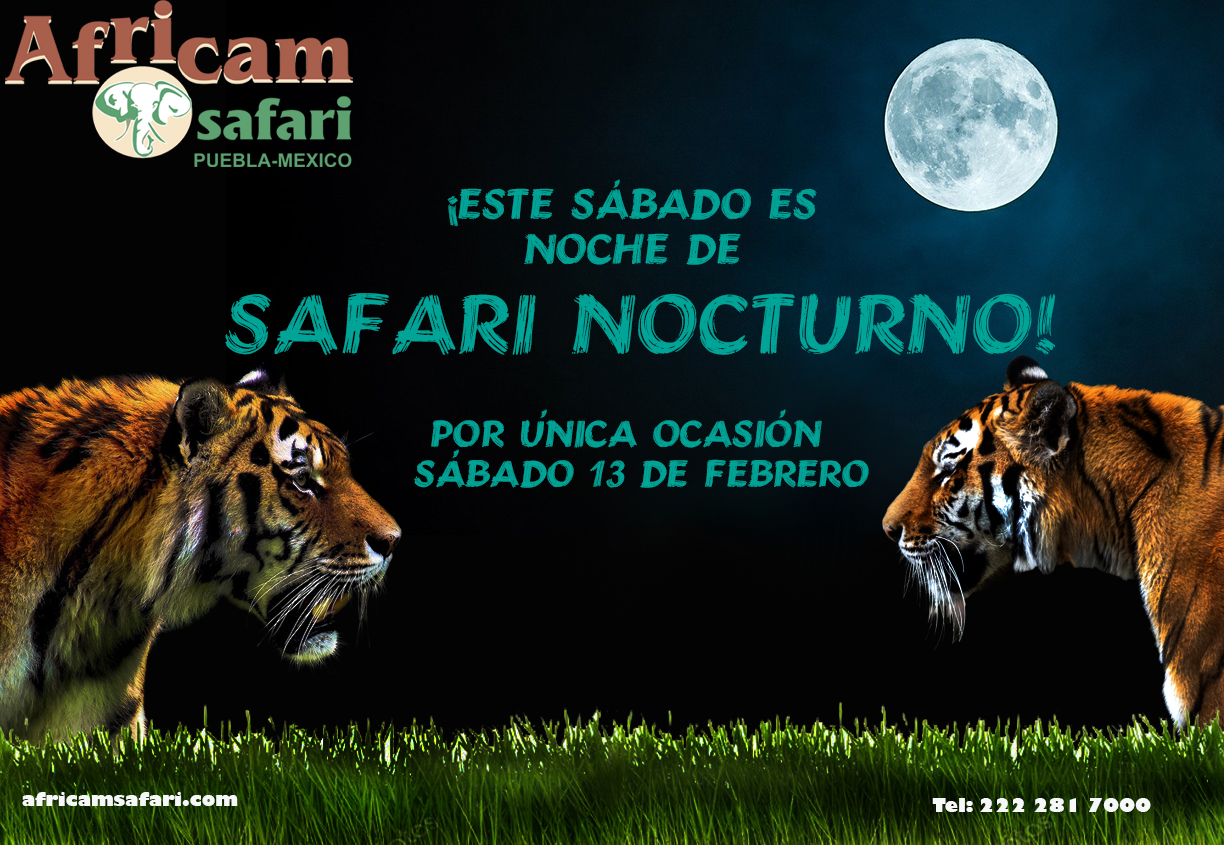 Africam
safari
PUEBLA-MEXICO
¡ESTE SÁBADO ES
NOCHE DE
SAFARI NOCTURNO!
POR ÚNICA OCASIÓN
SÁBADO 13 DE FEBRERO
africamsafari.com
Tel: 222 281 7000